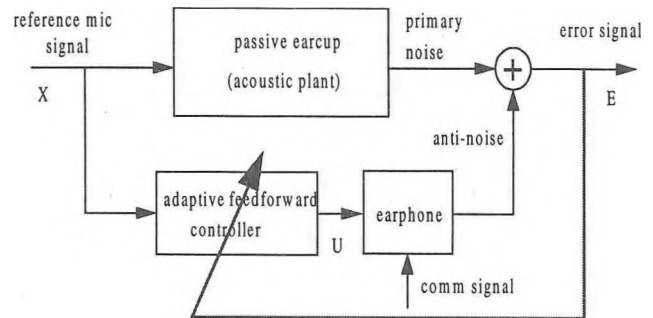 reference mic
signal
X
passive earcup
(acoustic plant)
primary
noise
+
error signal
E
anti-noise
adaptive feedforward
controller
U
earphone
comm signal